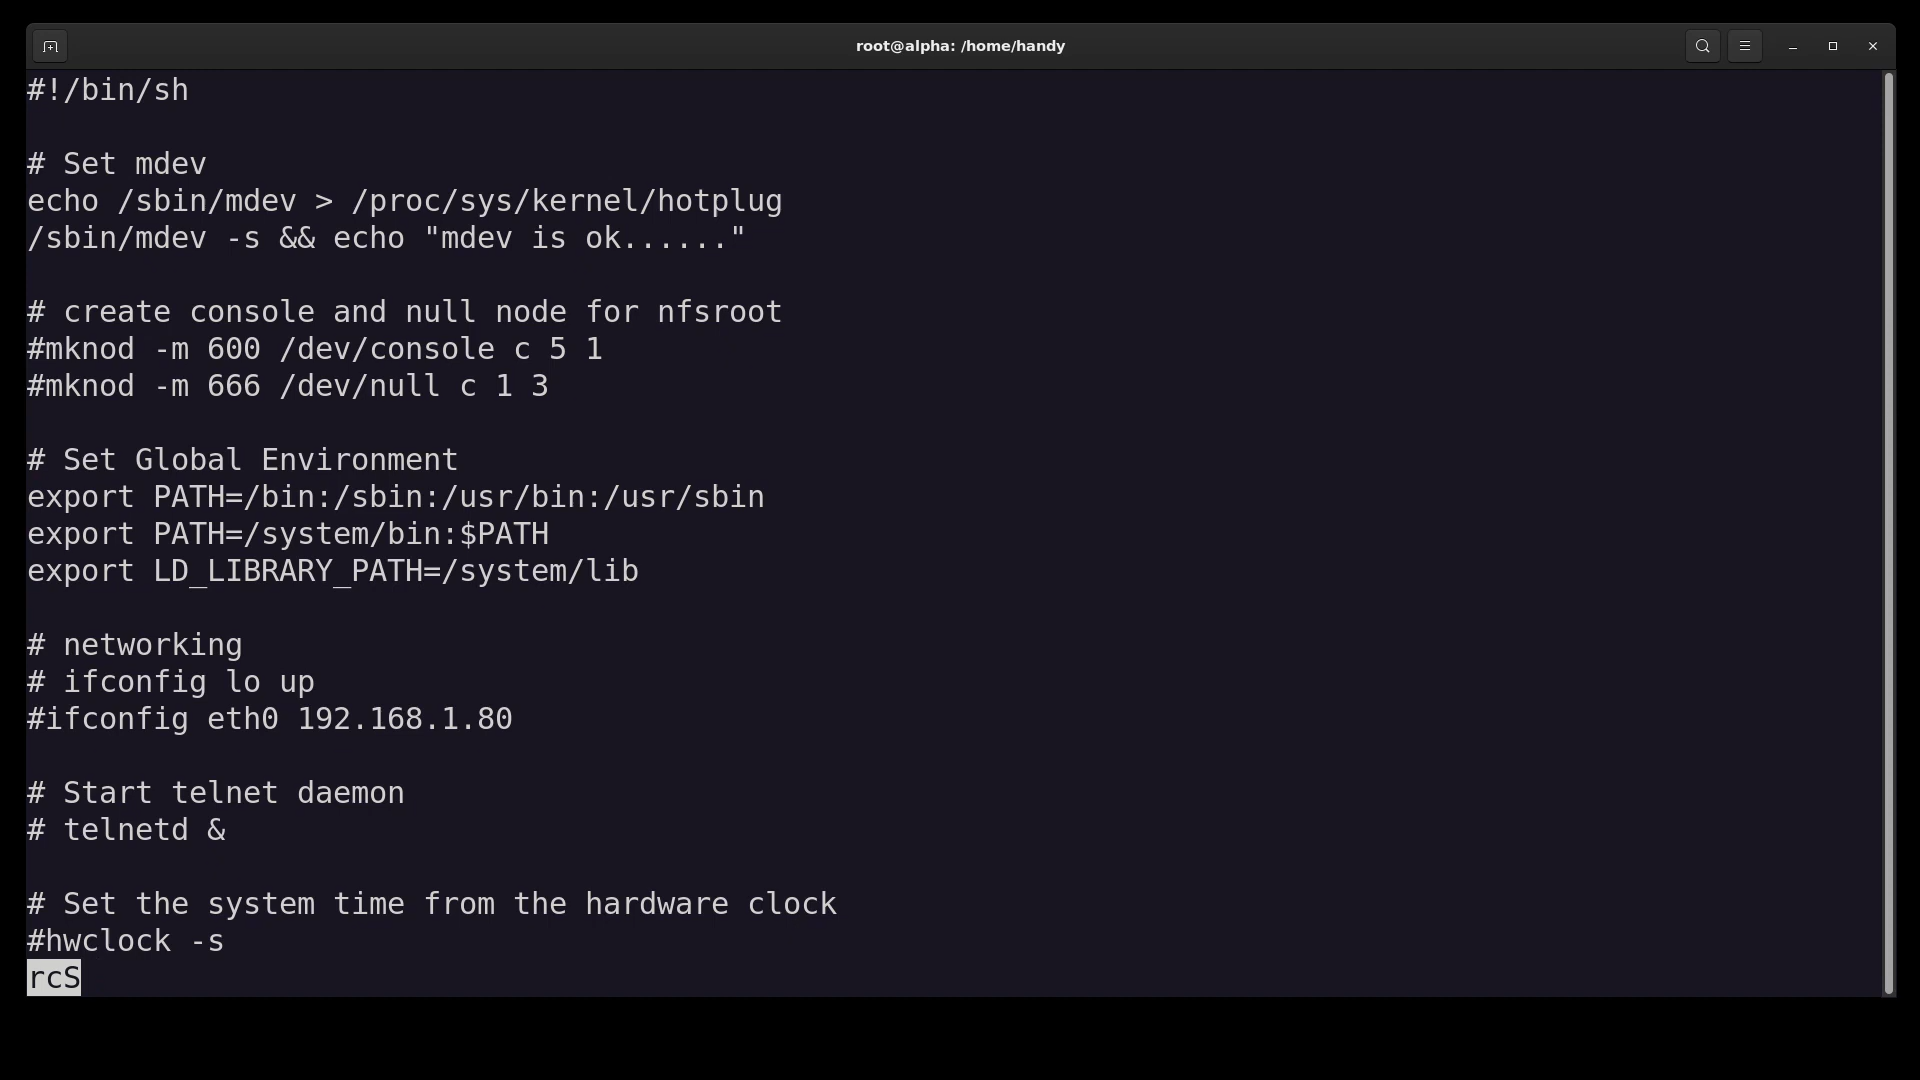 root@alpha: /home/handy
#!/bin/sh
# Set mdev
echo /sbin/mdev > /proc/sys/kernel/hotplug
/sbin/mdev -s && echo "mdev is ok......"
# create console and null node for nfsroot
#mknod -m 600 /dev/console c 5 1
#mknod -m 666 /dev/null c 1 3
# Set Global Environment
export PATH=/bin:/sbin:/usr/bin:/usr/sbin
export PATH=/system/bin:$PATH
export LD_LIBRARY_PATH=/system/lib
# networking
# ifconfig lo up
#ifconfig eth0 192.168.1.80
# Start telnet daemon
# telnetd &
# Set the system time from the hardware clock
#hwclock -s
rcS